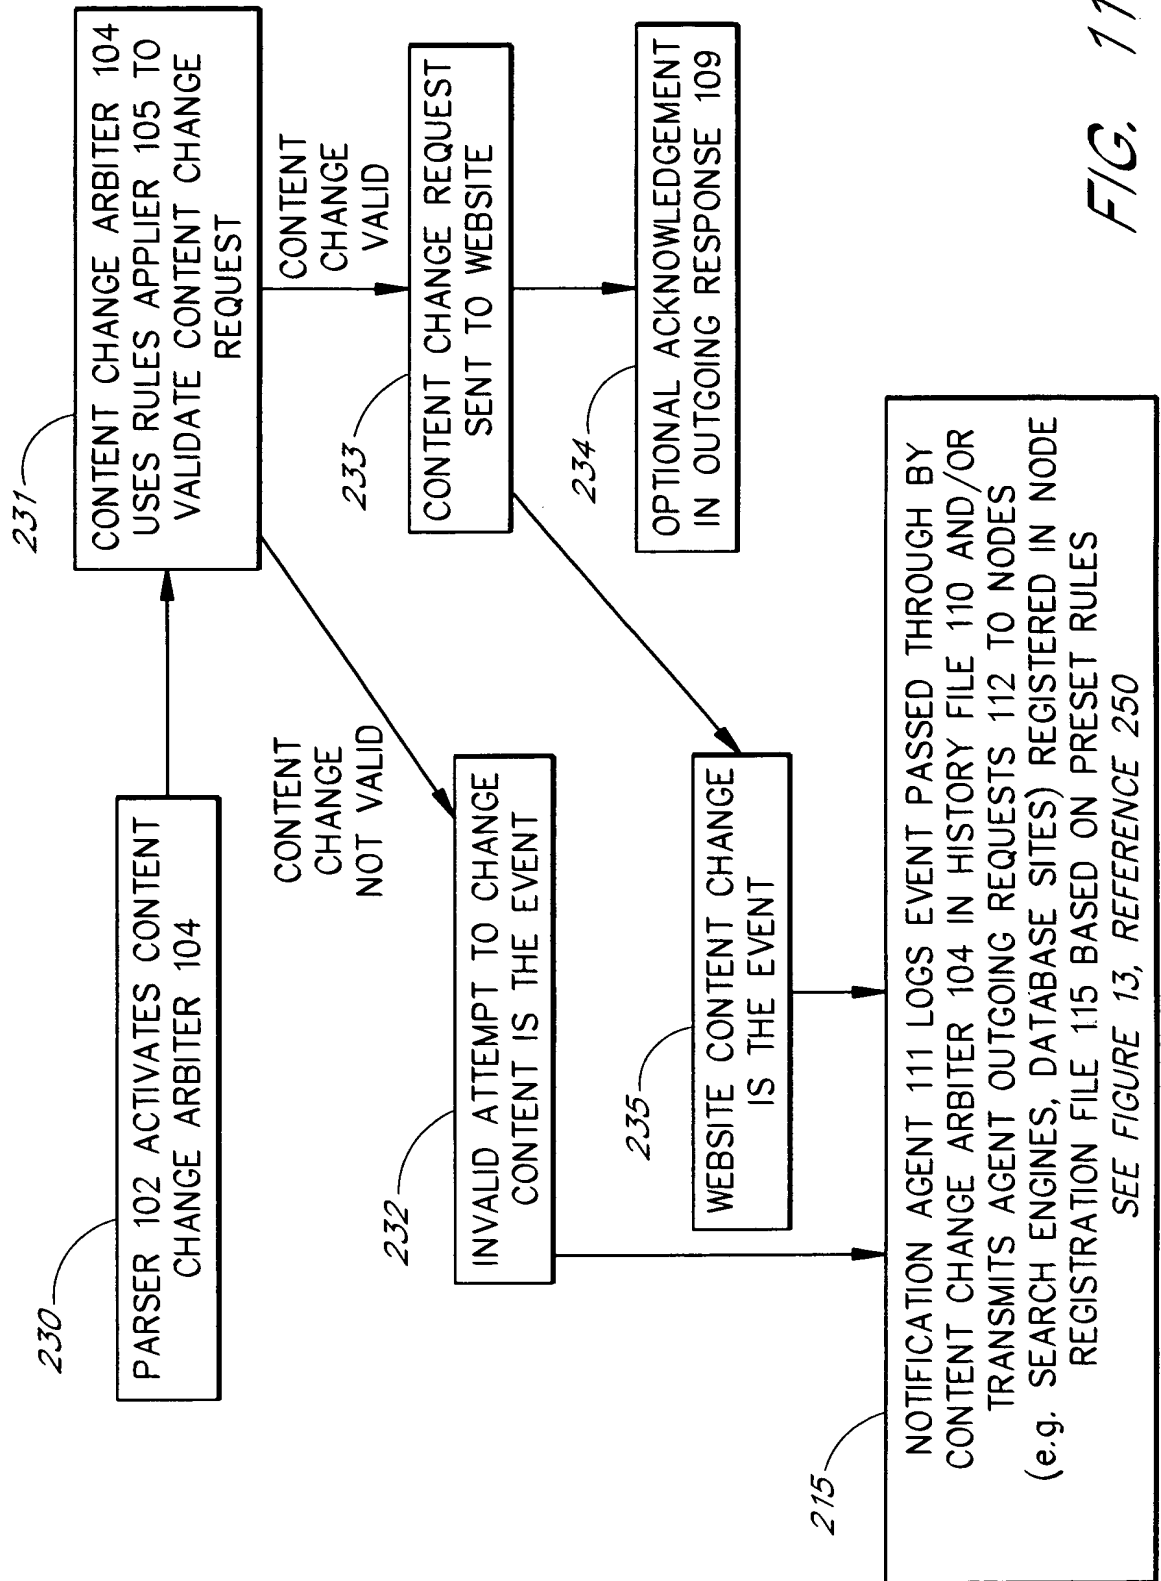 230
PARSER 102 ACTIVATES CONTENT
CHANGE ARBITER 104
231
CONTENT CHANGE ARBITER 104
USES RULES APPLIER 105 TO
VALIDATE CONTENT CHANGE
REQUEST
CONTENT
CHANGE
NOT VALID
CONTENT
CHANGE
VALID
232
INVALID ATTEMPT TO CHANGE
CONTENT IS THE EVENT
233
CONTENT CHANGE REQUEST
SENT TO WEBSITE
235
WEBSITE CONTENT CHANGE
IS THE EVENT
234
OPTIONAL ACKNOWLEDGEMENT
IN OUTGOING RESPONSE 109
215
NOTIFICATION AGENT 111 LOGS EVENT PASSED THROUGH BY
CONTENT CHANGE ARBITER 104 IN HISTORY FILE 110 AND/OR
TRANSMITS AGENT OUTGOING REQUESTS 112 TO NODES
(e.g. SEARCH ENGINES, DATABASE SITES) REGISTERED IN NODE
REGISTRATION FILE 115 BASED ON PRESET RULES
SEE FIGURE 13, REFERENCE 250
FIG. 11